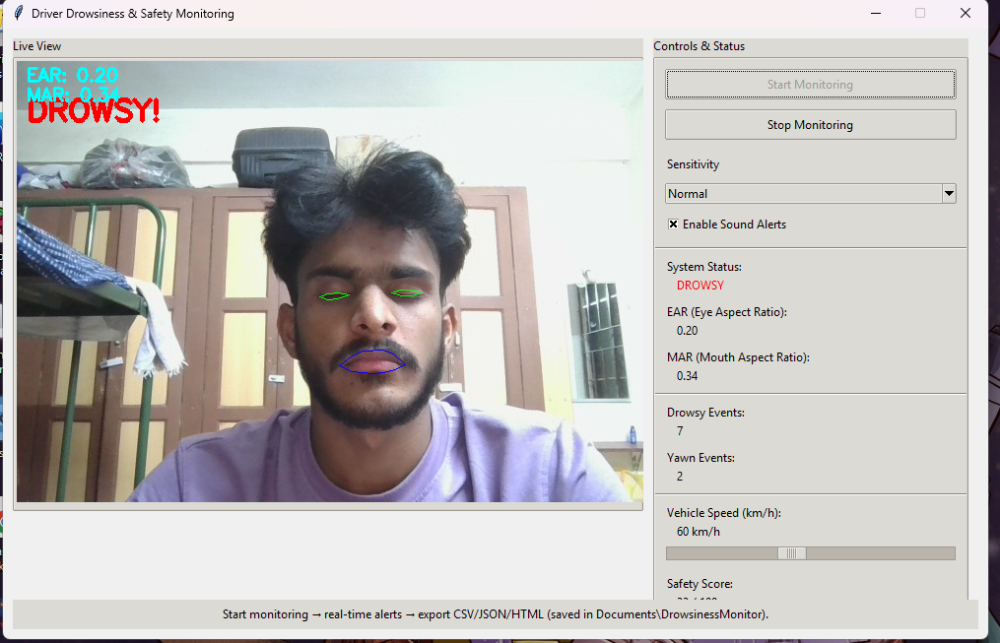 Driver Drowsiness & Safety Monitoring
Live View
EAR: 0.20
MAR: 0.34
DROWSY!
Controls & Status
Start Monitoring
Stop Monitoring
Sensitivity
Normal
Enable Sound Alerts
System Status:
DROWSY
EAR (Eye Aspect Ratio):
0.20
MAR (Mouth Aspect Ratio):
0.34
Drowsy Events:
7
Yawn Events:
2
Vehicle Speed (km/h):
60 km/h
Safety Score:
Start monitoring → real-time alerts → export CSV/JSON/HTML (saved in Documents\DrowsinessMonitor).